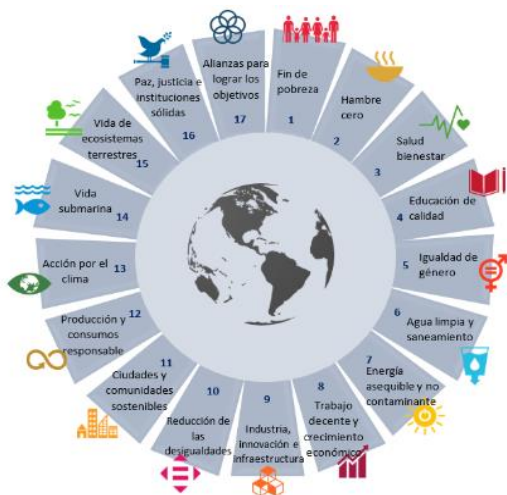 Fin de
pobreza
1
Hambre
cero
2
Salud
bienestar
3
Educación de
calidad
4
Igualdad de
género
5
Agua limpia y
saneamiento
6
Energía
asequible y no
contaminante
7
Trabajo
decente y
crecimiento
económico
8
Industria,
innovación e
infraestructura
9
Reducción de
las
desigualdades
10
Ciudades y
comunidades
sostenibles
11
Producción y
consumos
responsable
12
Acción por el
clima
13
Vida
submarina
14
Vida de
ecosistemas
terrestres
15
Paz, justicia e
instituciones
sólidas
16
Alianzas para
lograr los
objetivos
17